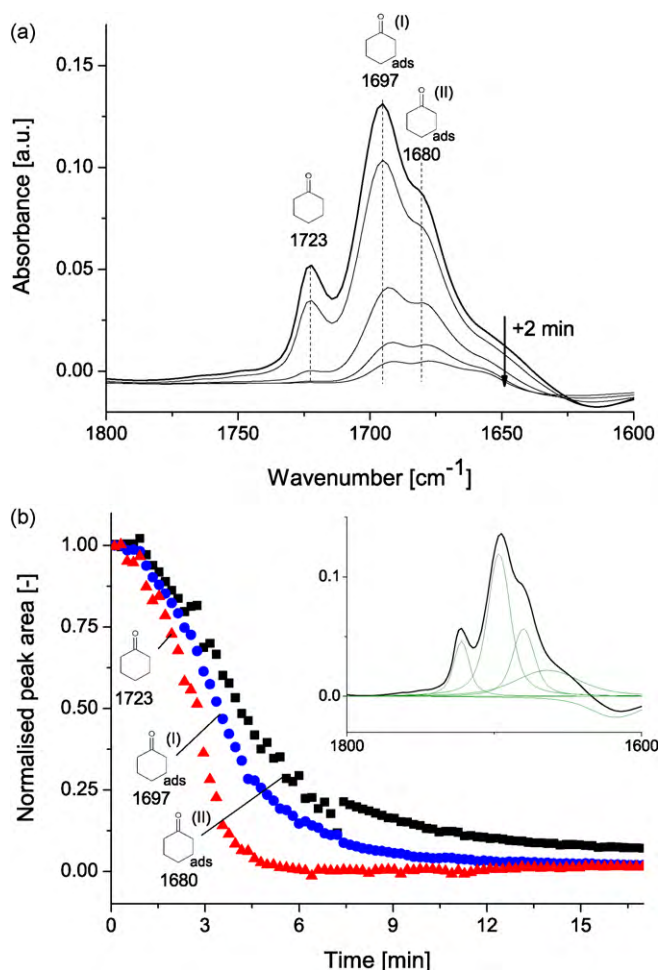 (a)
O
(I)
ads
1697
O
(II)
ads
1680
O
1723
+2 min
Absorbance [a.u.]
0.15
0.10
0.05
0.00
1800
1750
1700
1650
1600
Wavenumber [cm-1]
(b)
Normalised peak area [-]
1.00
0.75
0.50
0.25
0.00
O
1723
O
(I)
ads
1697
O
(II)
ads
1680
0.1
0.0
1800
1600
0
3
6
9
12
15
Time [min]